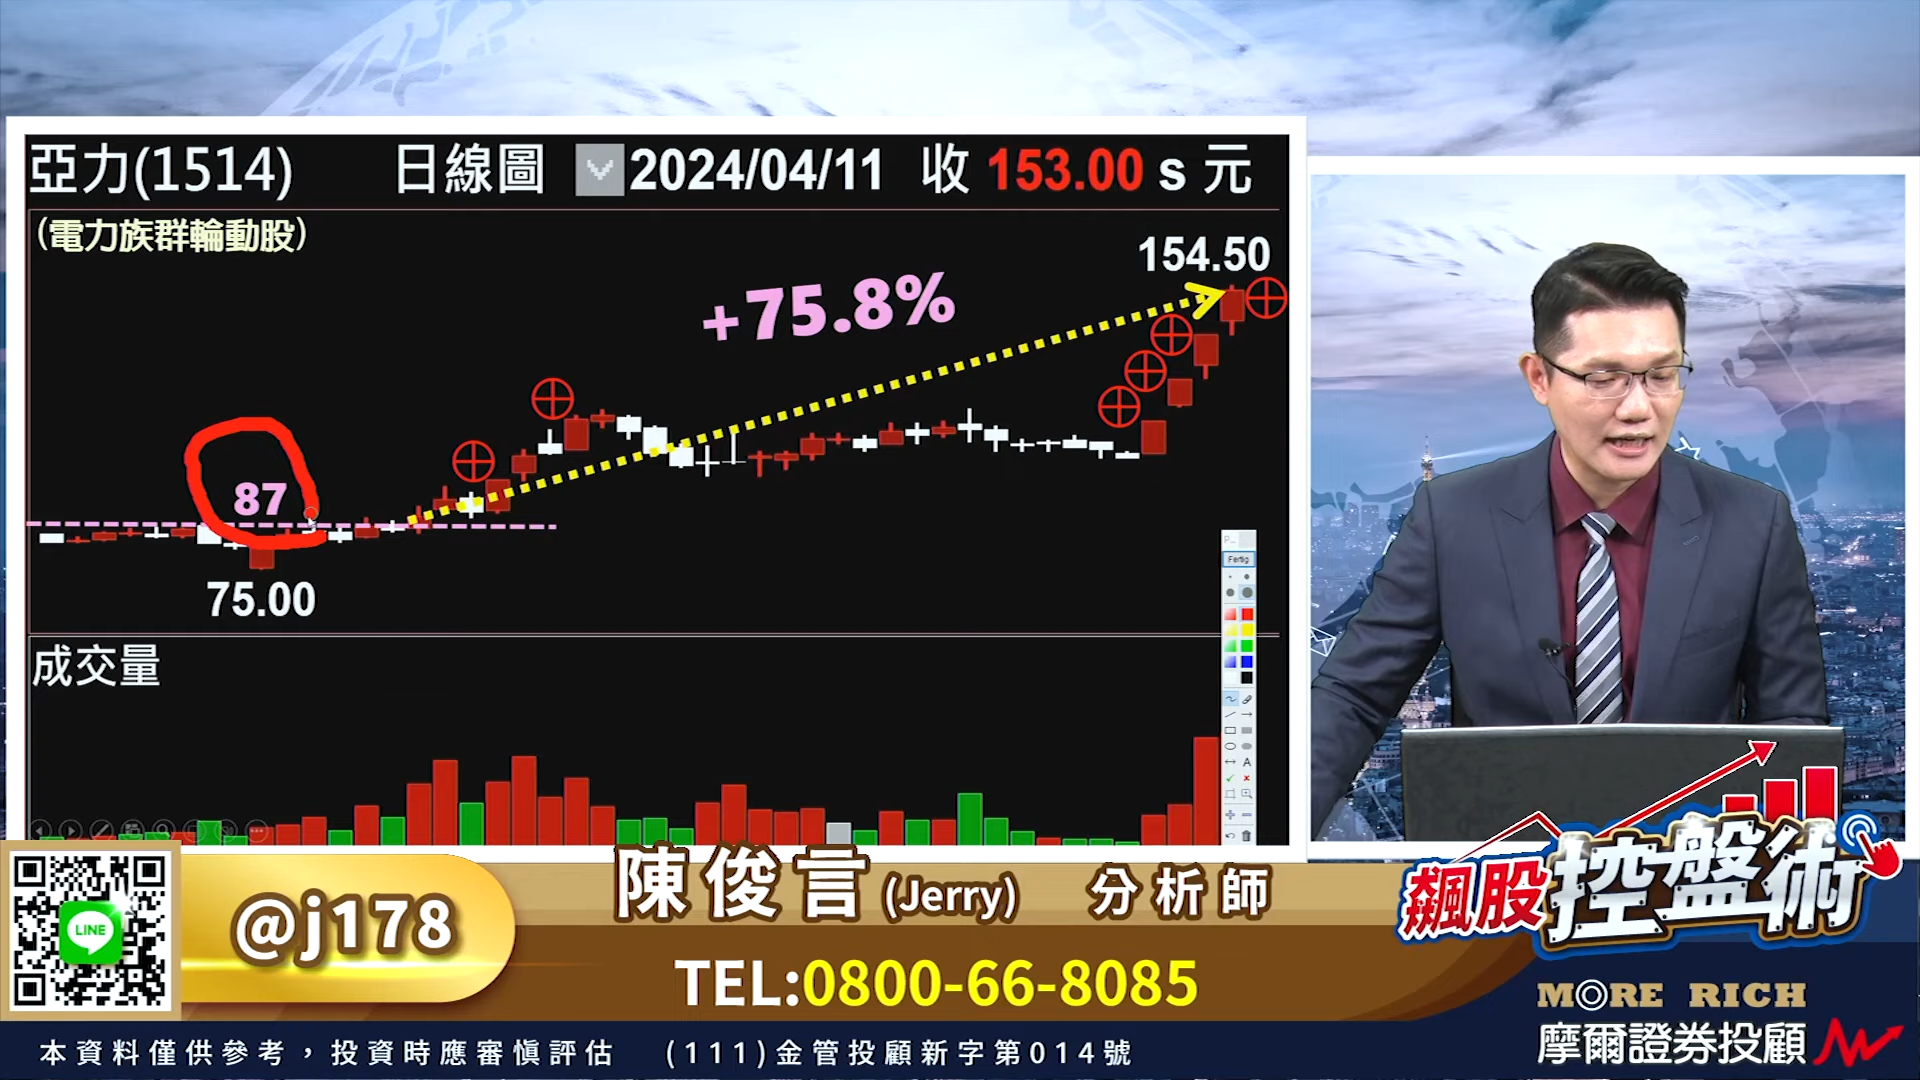 亞力(1514) 日線圖 2024/04/11 收 153.00 s 元
(電力族群輪動股)
154.50
+75.8%
87
75.00
成交量
Fertig
A
LINE
@j178
陳俊言(Jerry) 分析師
TEL:0800-66-8085
飆股控盤術
MORE RICH
摩爾證券投顧
本資料僅供參考，投資時應審慎評估 (111)金管投顧新字第014號